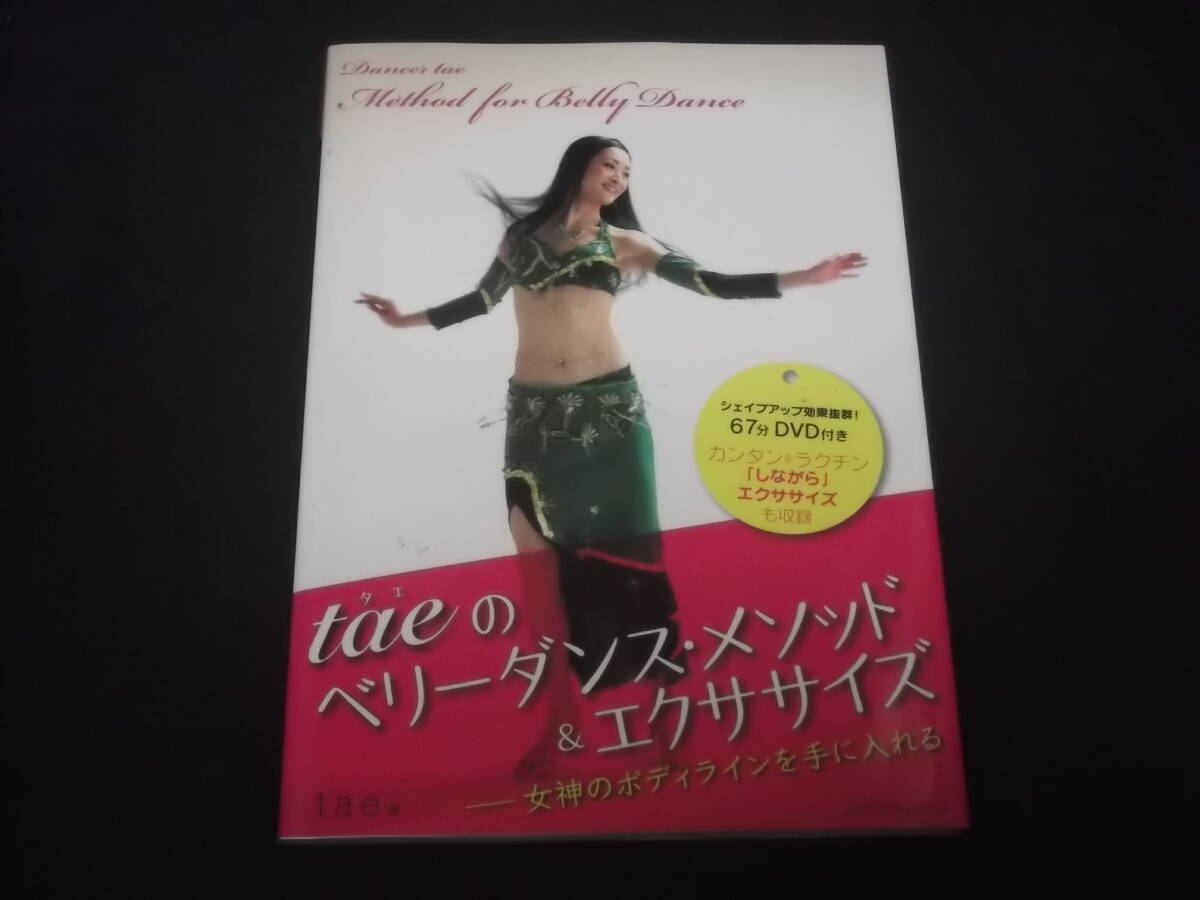 Dancer tae
Method for Belly Dance
シェイプアップ効果抜群!
67分 DVD付き
カンタン&ラクチン
「しながら」
エクササイズ
も収録
タエ
taeの
ベリーダンス・メソッド
&エクササイズ
――女神のボディラインを手に入れる
tae 著